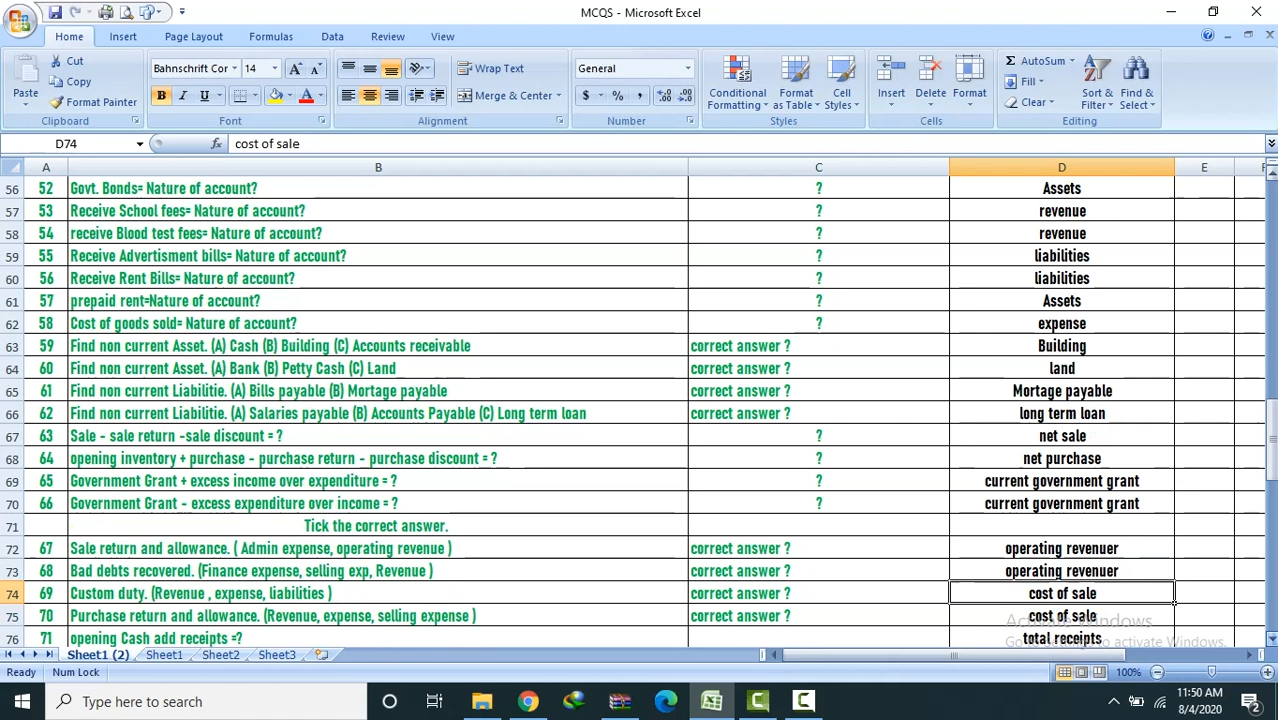 MCQS - Microsoft Excel
Home Insert Page Layout Formulas Data Review View
Paste Cut Copy Format Painter Clipboard
Bahnschrift Cor 14 B I U A A A Font
Wrap Text Merge & Center Alignment
General $ % , Number
Conditional Formatting Format as Table Cell Styles Styles
Insert Delete Format Cells
Σ AutoSum Fill Clear Sort & Filter Find & Select Editing
D74 fx cost of sale
A B C D E F
56 52 Govt. Bonds= Nature of account? ? Assets
57 53 Receive School fees= Nature of account? ? revenue
58 54 receive Blood test fees= Nature of account? ? revenue
59 55 Receive Advertisment bills= Nature of account? ? liabilities
60 56 Receive Rent Bills= Nature of account? ? liabilities
61 57 prepaid rent=Nature of account? ? Assets
62 58 Cost of goods sold= Nature of account? ? expense
63 59 Find non current Asset. (A) Cash (B) Building (C) Accounts receivable correct answer ? Building
64 60 Find non current Asset. (A) Bank (B) Petty Cash (C) Land correct answer ? land
65 61 Find non current Liabilitie. (A) Bills payable (B) Mortage payable correct answer ? Mortage payable
66 62 Find non current Liabilitie. (A) Salaries payable (B) Accounts Payable (C) Long term loan correct answer ? long term loan
67 63 Sale - sale return -sale discount = ? ? net sale
68 64 opening inventory + purchase - purchase return - purchase discount = ? ? net purchase
69 65 Government Grant + excess income over expenditure = ? ? current government grant
70 66 Government Grant - excess expenditure over income = ? ? current government grant
71 Tick the correct answer.
72 67 Sale return and allowance. ( Admin expense, operating revenue ) correct answer ? operating revenuer
73 68 Bad debts recovered. (Finance expense, selling exp, Revenue ) correct answer ? operating revenuer
74 69 Custom duty. (Revenue , expense, liabilities ) correct answer ? cost of sale
75 70 Purchase return and allowance. (Revenue, expense, selling expense ) correct answer ? cost of sale
76 71 opening Cash add receipts =? total receipts
Activate Windows
Go to Settings to activate Windows.
Sheet1 (2) Sheet1 Sheet2 Sheet3
Ready Num Lock 100%
Type here to search
11:50 AM
8/4/2020
2